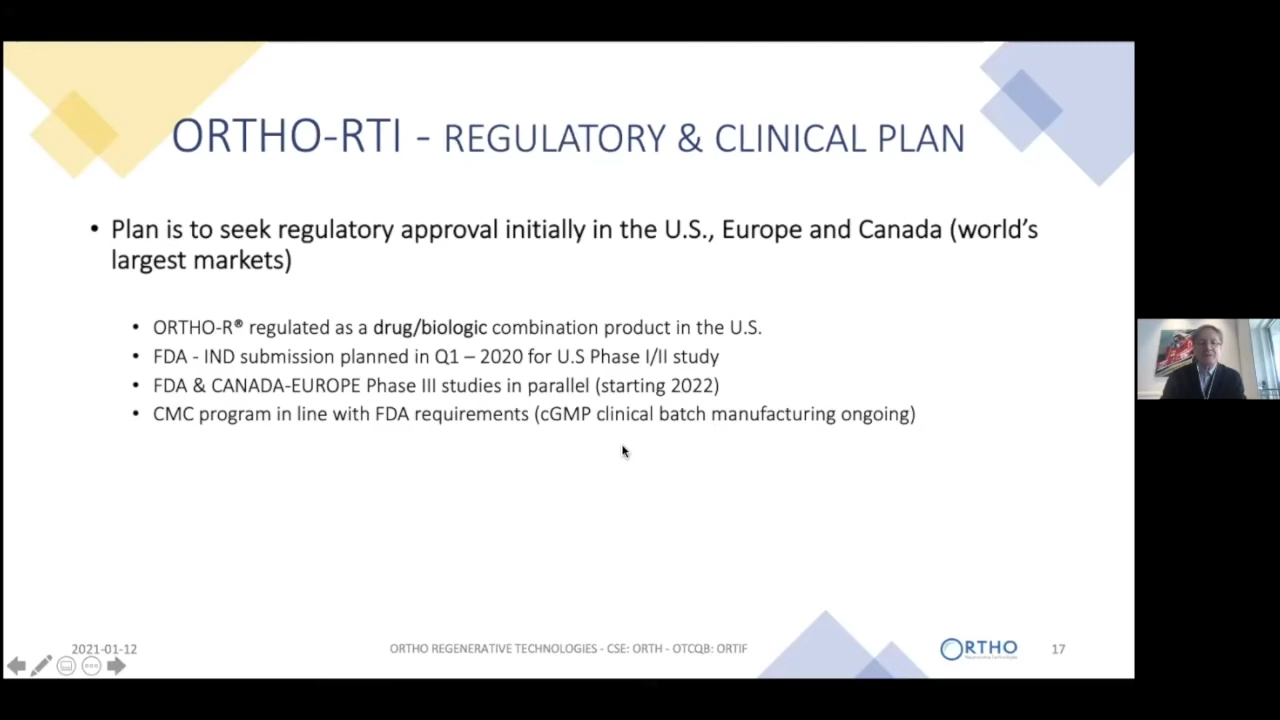 ORTHO-RTI - REGULATORY & CLINICAL PLAN
• Plan is to seek regulatory approval initially in the U.S., Europe and Canada (world's
largest markets)
• ORTHO-R® regulated as a drug/biologic combination product in the U.S.
• FDA - IND submission planned in Q1 – 2020 for U.S Phase I/II study
• FDA & CANADA-EUROPE Phase III studies in parallel (starting 2022)
• CMC program in line with FDA requirements (cGMP clinical batch manufacturing ongoing)
2021-01-12
ORTHO REGENERATIVE TECHNOLOGIES - CSE: ORTH - OTCQB: ORTIF
ORTHO
Regenerative Technologies
17